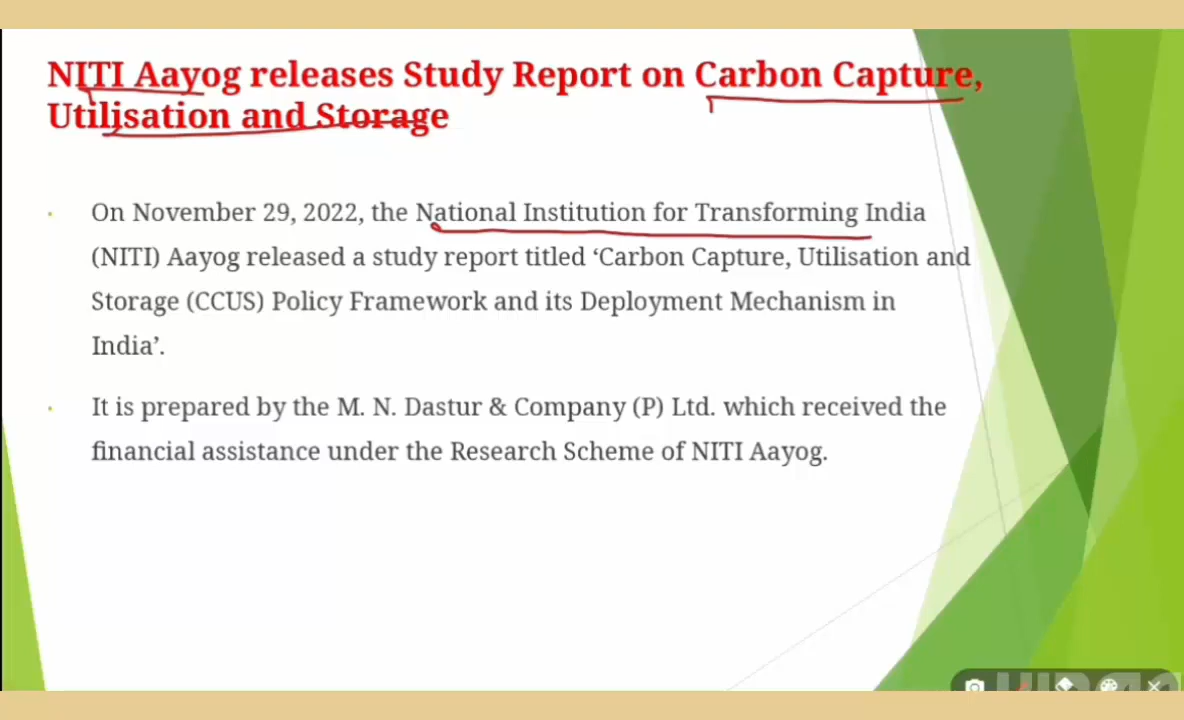 NITI Aayog releases Study Report on Carbon Capture,
Utilisation and Storage
On November 29, 2022, the National Institution for Transforming India
(NITI) Aayog released a study report titled ‘Carbon Capture, Utilisation and
Storage (CCUS) Policy Framework and its Deployment Mechanism in
India’.
It is prepared by the M. N. Dastur & Company (P) Ltd. which received the
financial assistance under the Research Scheme of NITI Aayog.